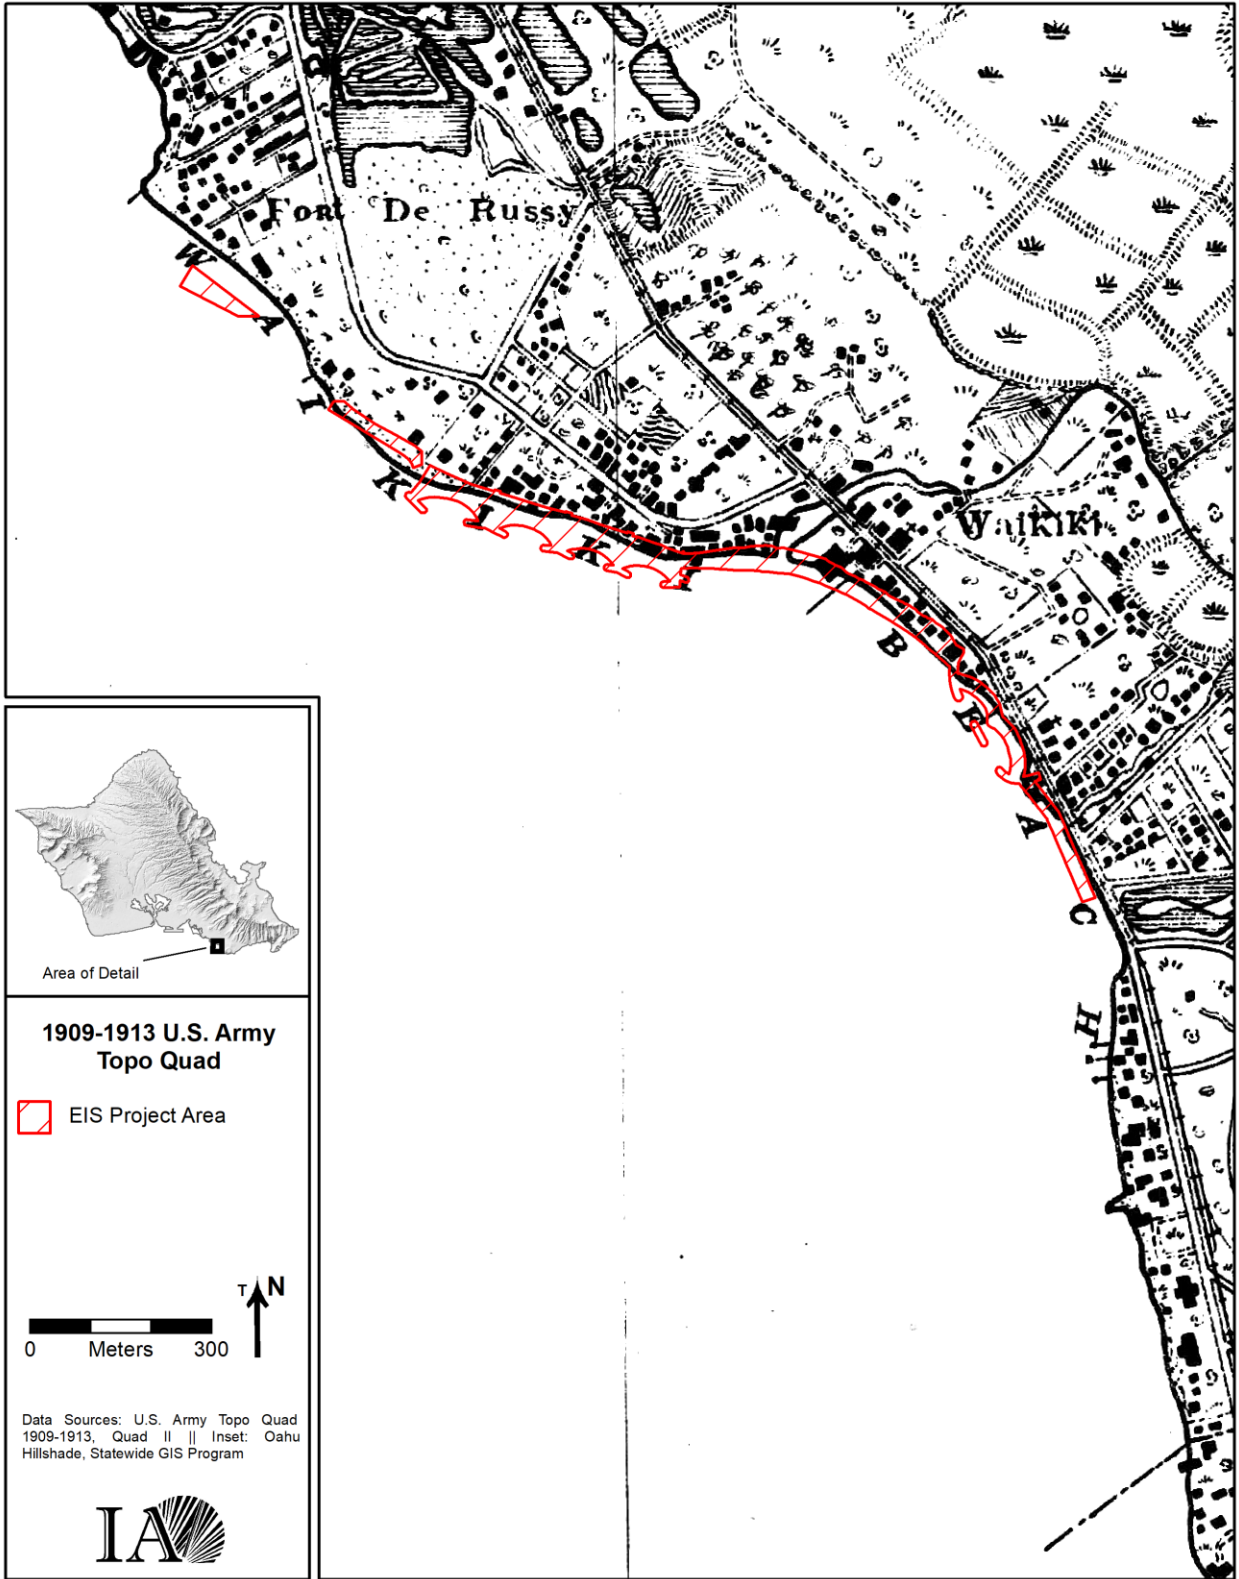 Fort De Russy
WAIKIKI BEACH
Waikiki
Area of Detail
1909-1913 U.S. Army
Topo Quad
EIS Project Area
T N
0 Meters 300
Data Sources: U.S. Army Topo Quad
1909-1913, Quad II || Inset: Oahu
Hillshade, Statewide GIS Program
IA